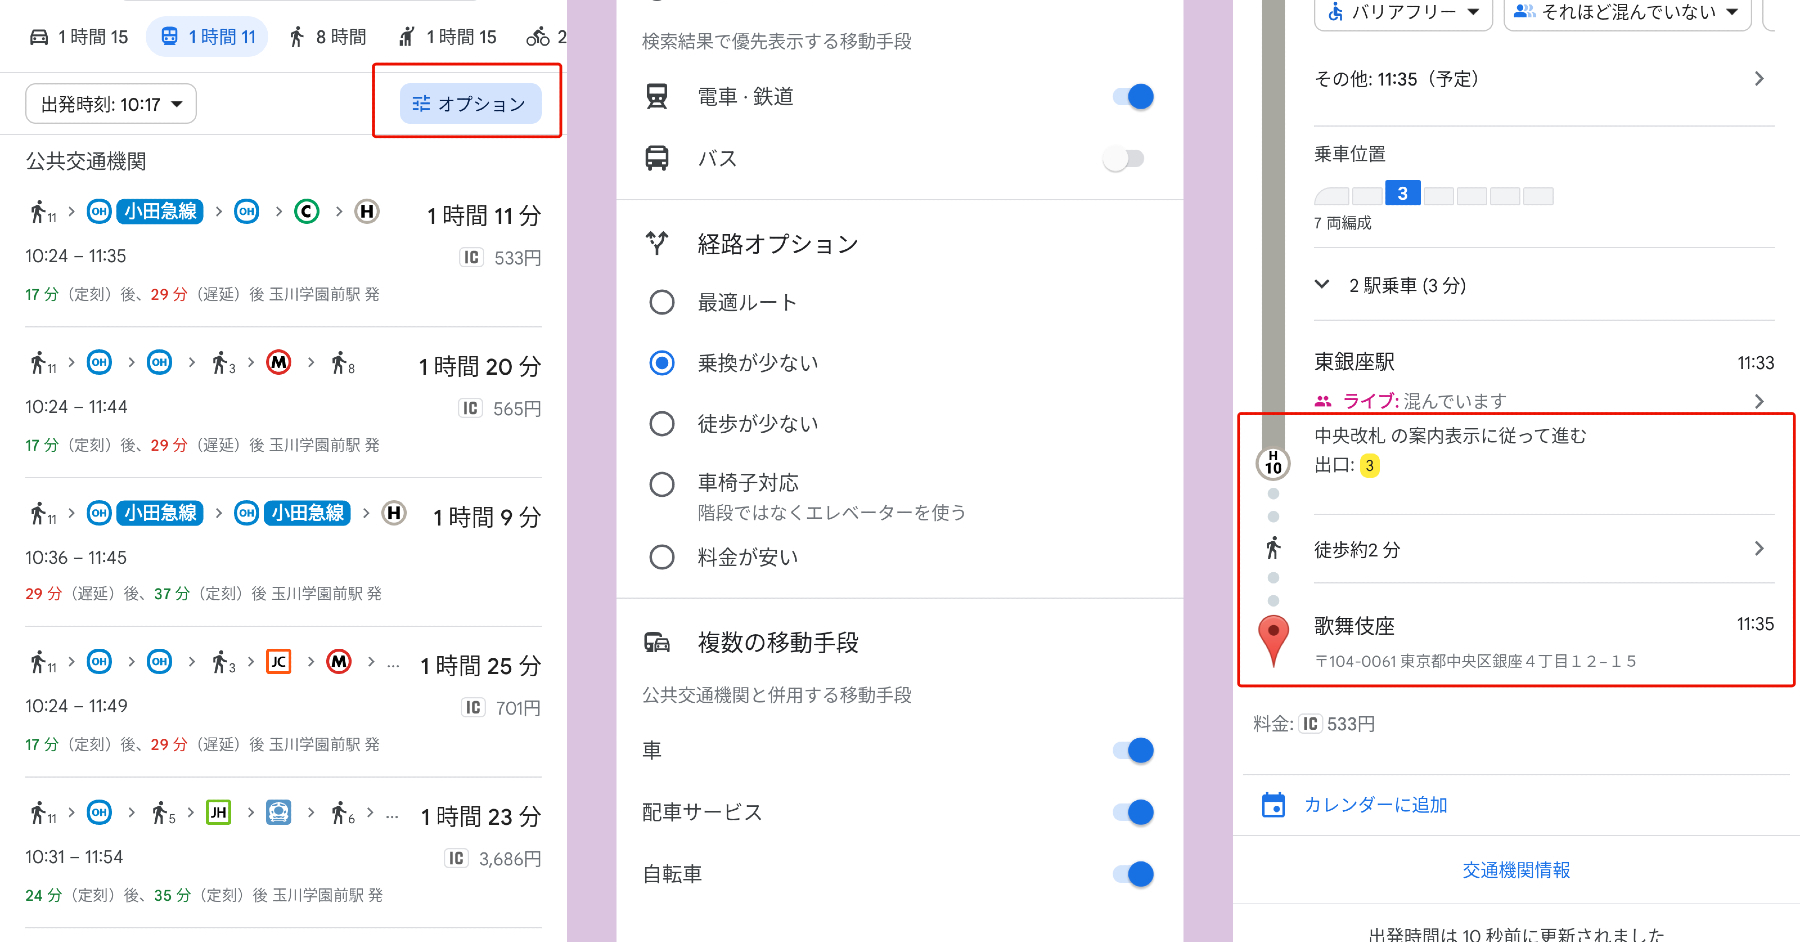 1 時間 15
1 時間 11
8 時間
1 時間 15
2
出発時刻: 10:17
オプション
公共交通機関
11 OH 小田急線 OH C H 1 時間 11 分
10:24 – 11:35 IC 533円
17 分（定刻）後、29 分（遅延）後 玉川学園前駅 発
11 OH OH 3 M 8 1 時間 20 分
10:24 – 11:44 IC 565円
17 分（定刻）後、29 分（遅延）後 玉川学園前駅 発
11 OH 小田急線 OH 小田急線 H 1 時間 9 分
10:36 – 11:45
29 分（遅延）後、37 分（定刻）後 玉川学園前駅 発
11 OH OH 3 JC M ... 1 時間 25 分
10:24 – 11:49 IC 701円
17 分（定刻）後、29 分（遅延）後 玉川学園前駅 発
11 OH 5 JH 6 ... 1 時間 23 分
10:31 – 11:54 IC 3,686円
24 分（定刻）後、35 分（定刻）後 玉川学園前駅 発
検索結果で優先表示する移動手段
電車 · 鉄道
バス
経路オプション
最適ルート
乗換が少ない
徒歩が少ない
車椅子対応
階段ではなくエレベーターを使う
料金が安い
複数の移動手段
公共交通機関と併用する移動手段
車
配車サービス
自転車
バリアフリー
それほど混んでいない
その他: 11:35（予定）
乗車位置
3
7 両編成
2 駅乗車 (3 分)
東銀座駅 11:33
ライブ: 混んでいます
中央改札 の案内表示に従って進む
H
10
出口: 3
徒歩約2 分
歌舞伎座 11:35
〒104-0061 東京都中央区銀座４丁目１２−１５
料金: IC 533円
カレンダーに追加
交通機関情報
出発時間は 10 秒前に更新されました